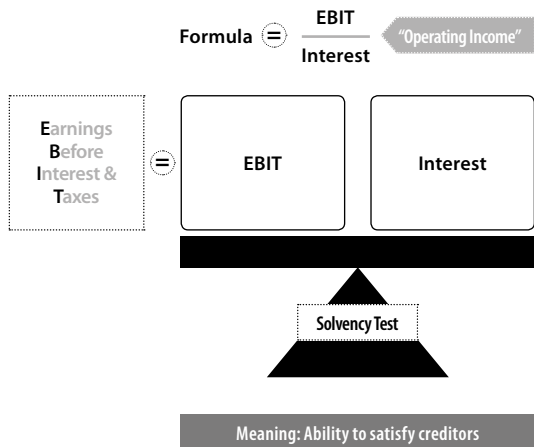 Formula = EBIT / Interest "Operating Income"
Earnings
Before
Interest &
Taxes
=
EBIT
Interest
Solvency Test
Meaning: Ability to satisfy creditors